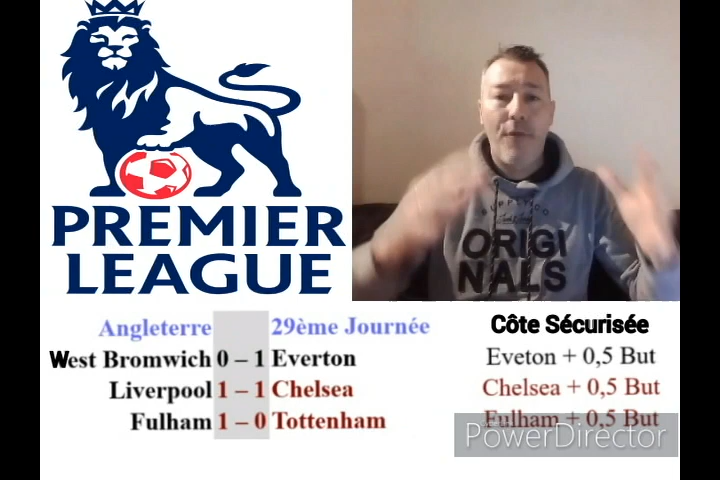 PREMIER
LEAGUE
ORIGI
NALS
Angleterre 29ème Journée
West Bromwich 0 – 1 Everton
Liverpool 1 – 1 Chelsea
Fulham 1 – 0 Tottenham
Côte Sécurisée
Eveton + 0,5 But
Chelsea + 0,5 But
Fulham + 0,5 But
PowerDirector